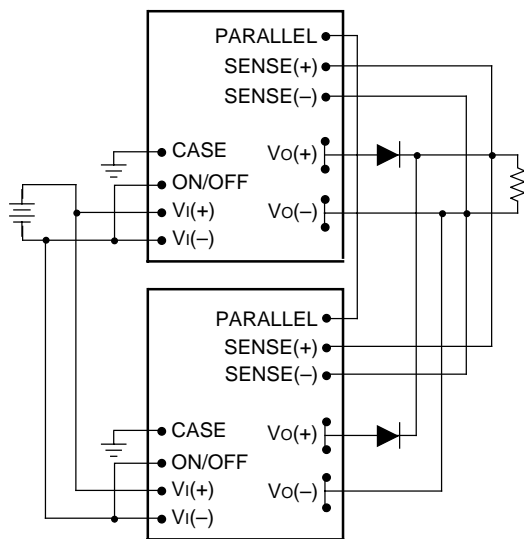 PARALLEL
SENSE(+)
SENSE(–)
CASE
VO(+)
ON/OFF
VI(+)
VO(–)
VI(–)
PARALLEL
SENSE(+)
SENSE(–)
CASE
VO(+)
ON/OFF
VI(+)
VO(–)
VI(–)